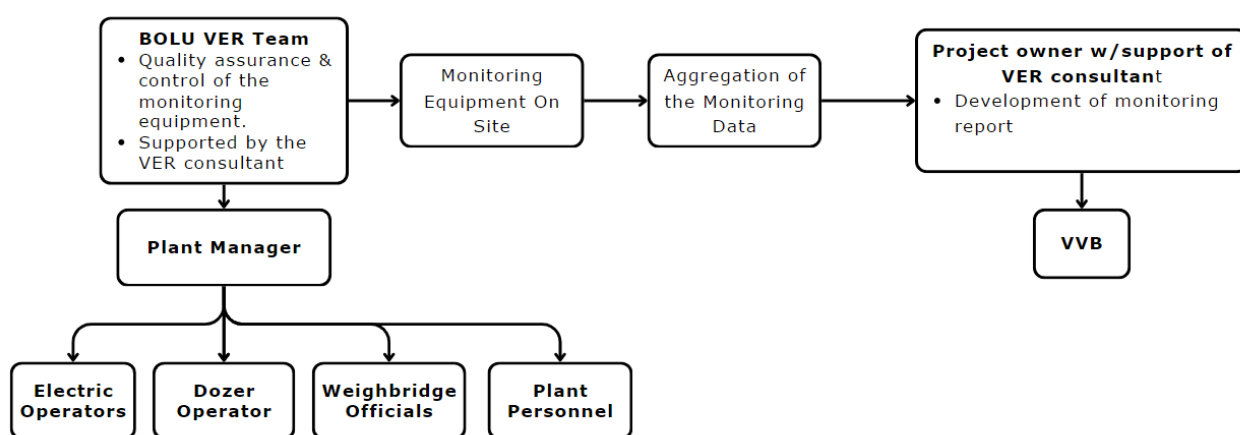 BOLU VER Team
• Quality assurance &
control of the
monitoring
equipment.
• Supported by the
VER consultant
Monitoring
Equipment On
Site
Aggregation of
the Monitoring
Data
Project owner w/support of
VER consultant
• Development of monitoring
report
Plant Manager
VVB
Electric
Operators
Dozer
Operator
Weighbridge
Officials
Plant
Personnel